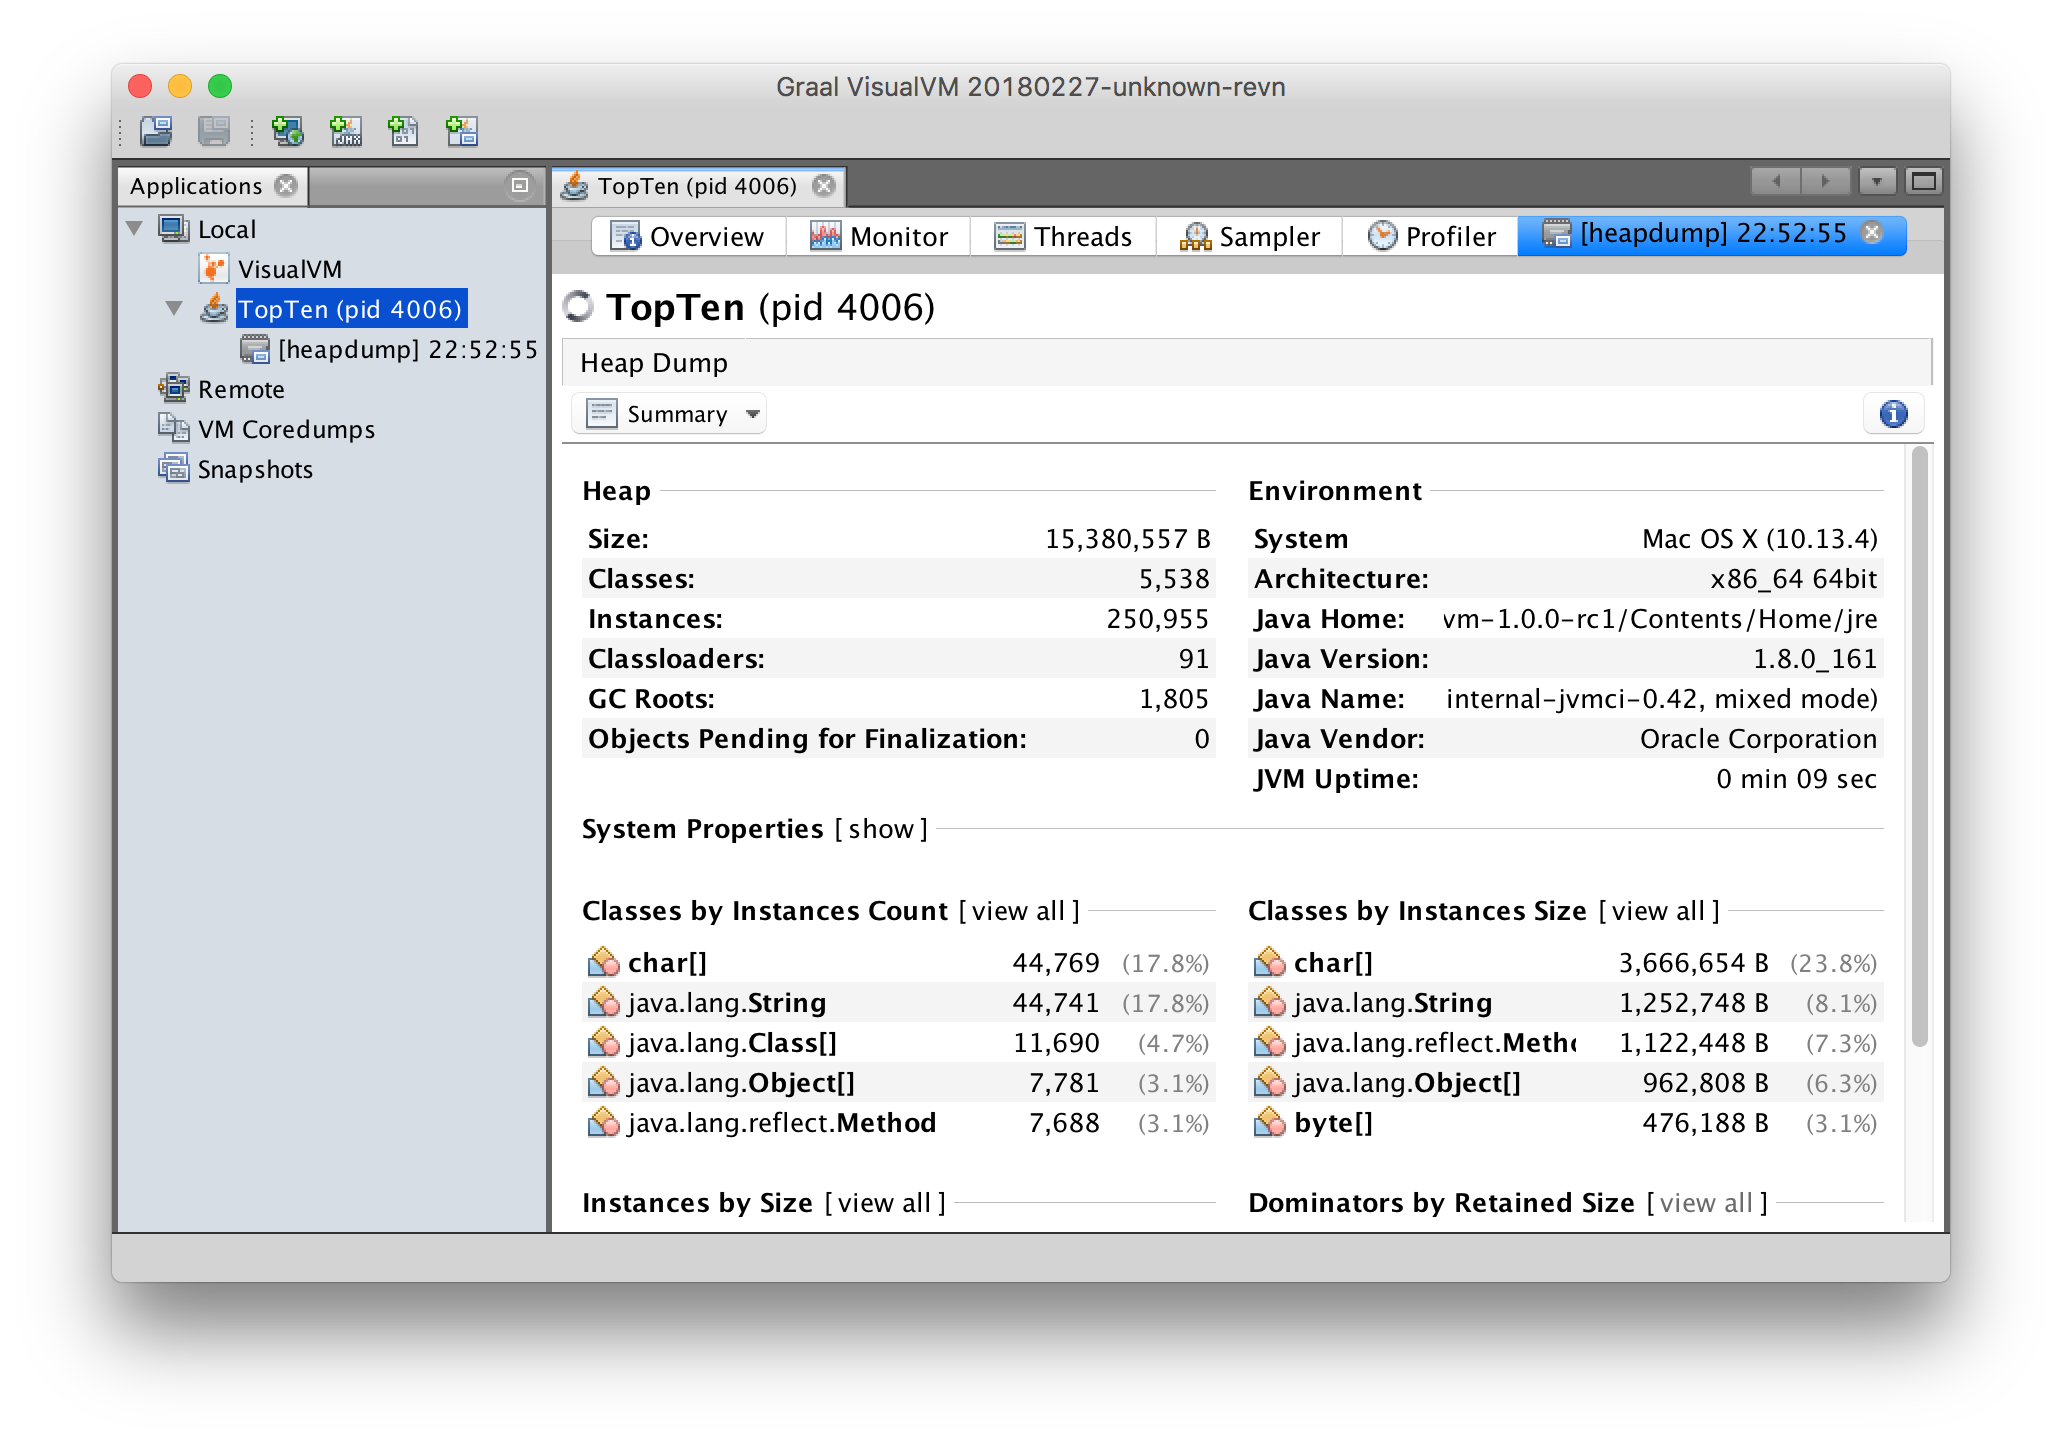 Graal VisualVM 20180227-unknown-revn
Applications
TopTen (pid 4006)
Local
VisualVM
TopTen (pid 4006)
[heapdump] 22:52:55
Remote
VM Coredumps
Snapshots
Overview Monitor Threads Sampler Profiler [heapdump] 22:52:55
TopTen (pid 4006)
Heap Dump
Summary
Heap
Size: 15,380,557 B
Classes: 5,538
Instances: 250,955
Classloaders: 91
GC Roots: 1,805
Objects Pending for Finalization: 0
Environment
System Mac OS X (10.13.4)
Architecture: x86_64 64bit
Java Home: vm-1.0.0-rc1/Contents/Home/jre
Java Version: 1.8.0_161
Java Name: internal-jvmci-0.42, mixed mode)
Java Vendor: Oracle Corporation
JVM Uptime: 0 min 09 sec
System Properties [show]
Classes by Instances Count [view all]
char[] 44,769 (17.8%)
java.lang.String 44,741 (17.8%)
java.lang.Class[] 11,690 (4.7%)
java.lang.Object[] 7,781 (3.1%)
java.lang.reflect.Method 7,688 (3.1%)
Classes by Instances Size [view all]
char[] 3,666,654 B (23.8%)
java.lang.String 1,252,748 B (8.1%)
java.lang.reflect.Meth 1,122,448 B (7.3%)
java.lang.Object[] 962,808 B (6.3%)
byte[] 476,188 B (3.1%)
Instances by Size [view all]
Dominators by Retained Size [view all]